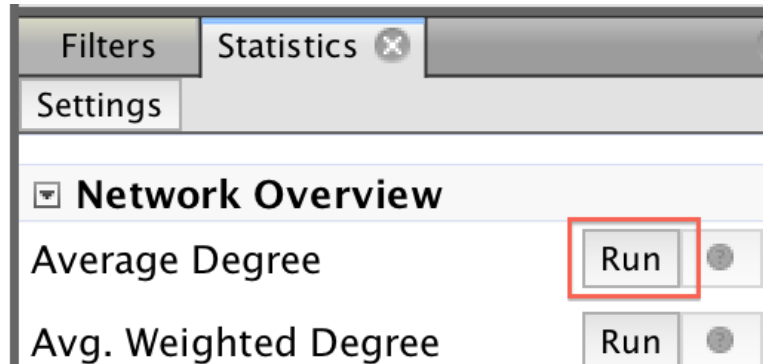 Filters Statistics
Settings
Network Overview
Average Degree Run ?
Avg. Weighted Degree Run ?